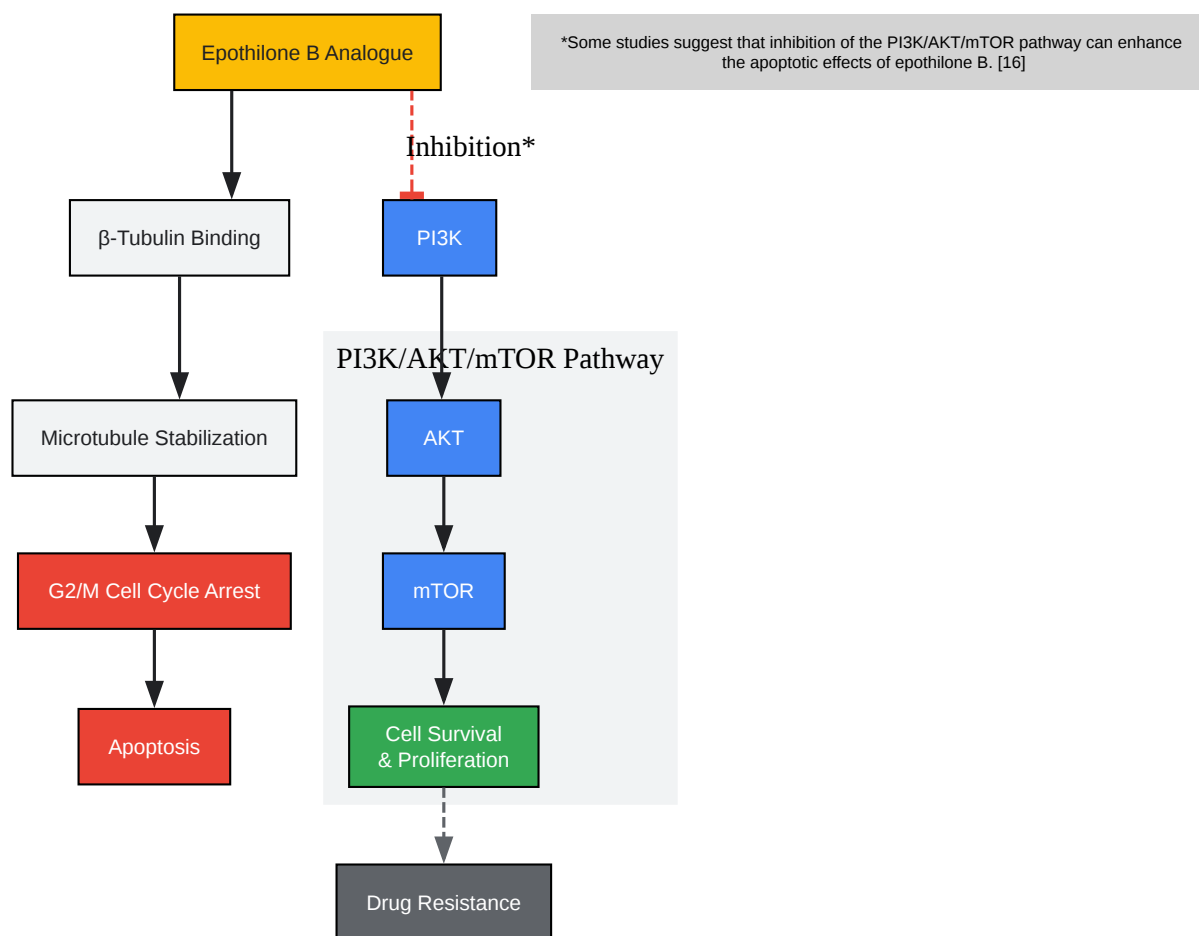 Epothilone B Analogue
*Some studies suggest that inhibition of the PI3K/AKT/mTOR pathway can enhance
the apoptotic effects of epothilone B. [16]
Inhibition*
β-Tubulin Binding
PI3K
PI3K/AKT/mTOR Pathway
Microtubule Stabilization
AKT
G2/M Cell Cycle Arrest
mTOR
Apoptosis
Cell Survival
& Proliferation
Drug Resistance